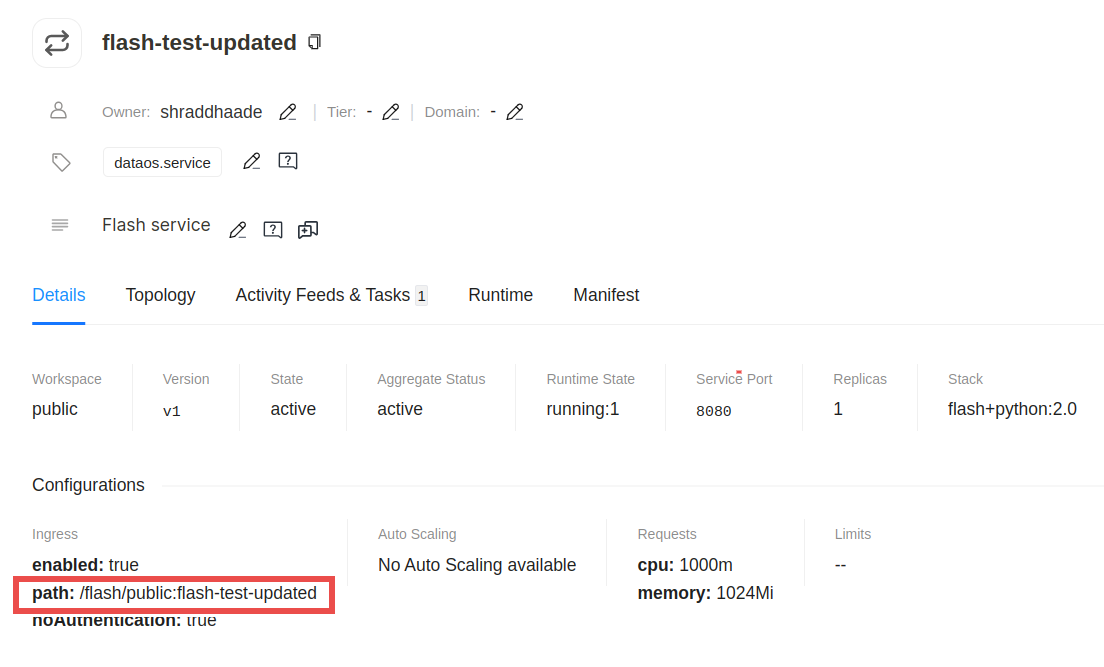 flash-test-updated
Owner: shraddhaade | Tier: - | Domain: -
dataos.service
Flash service
Details Topology Activity Feeds & Tasks 1 Runtime Manifest
Workspace Version State Aggregate Status Runtime State Service Port Replicas Stack
public v1 active active running:1 8080 1 flash+python:2.0
Configurations
Ingress Auto Scaling Requests Limits
enabled: true No Auto Scaling available cpu: 1000m --
path: /flash/public:flash-test-updated memory: 1024Mi
noAuthentication: true